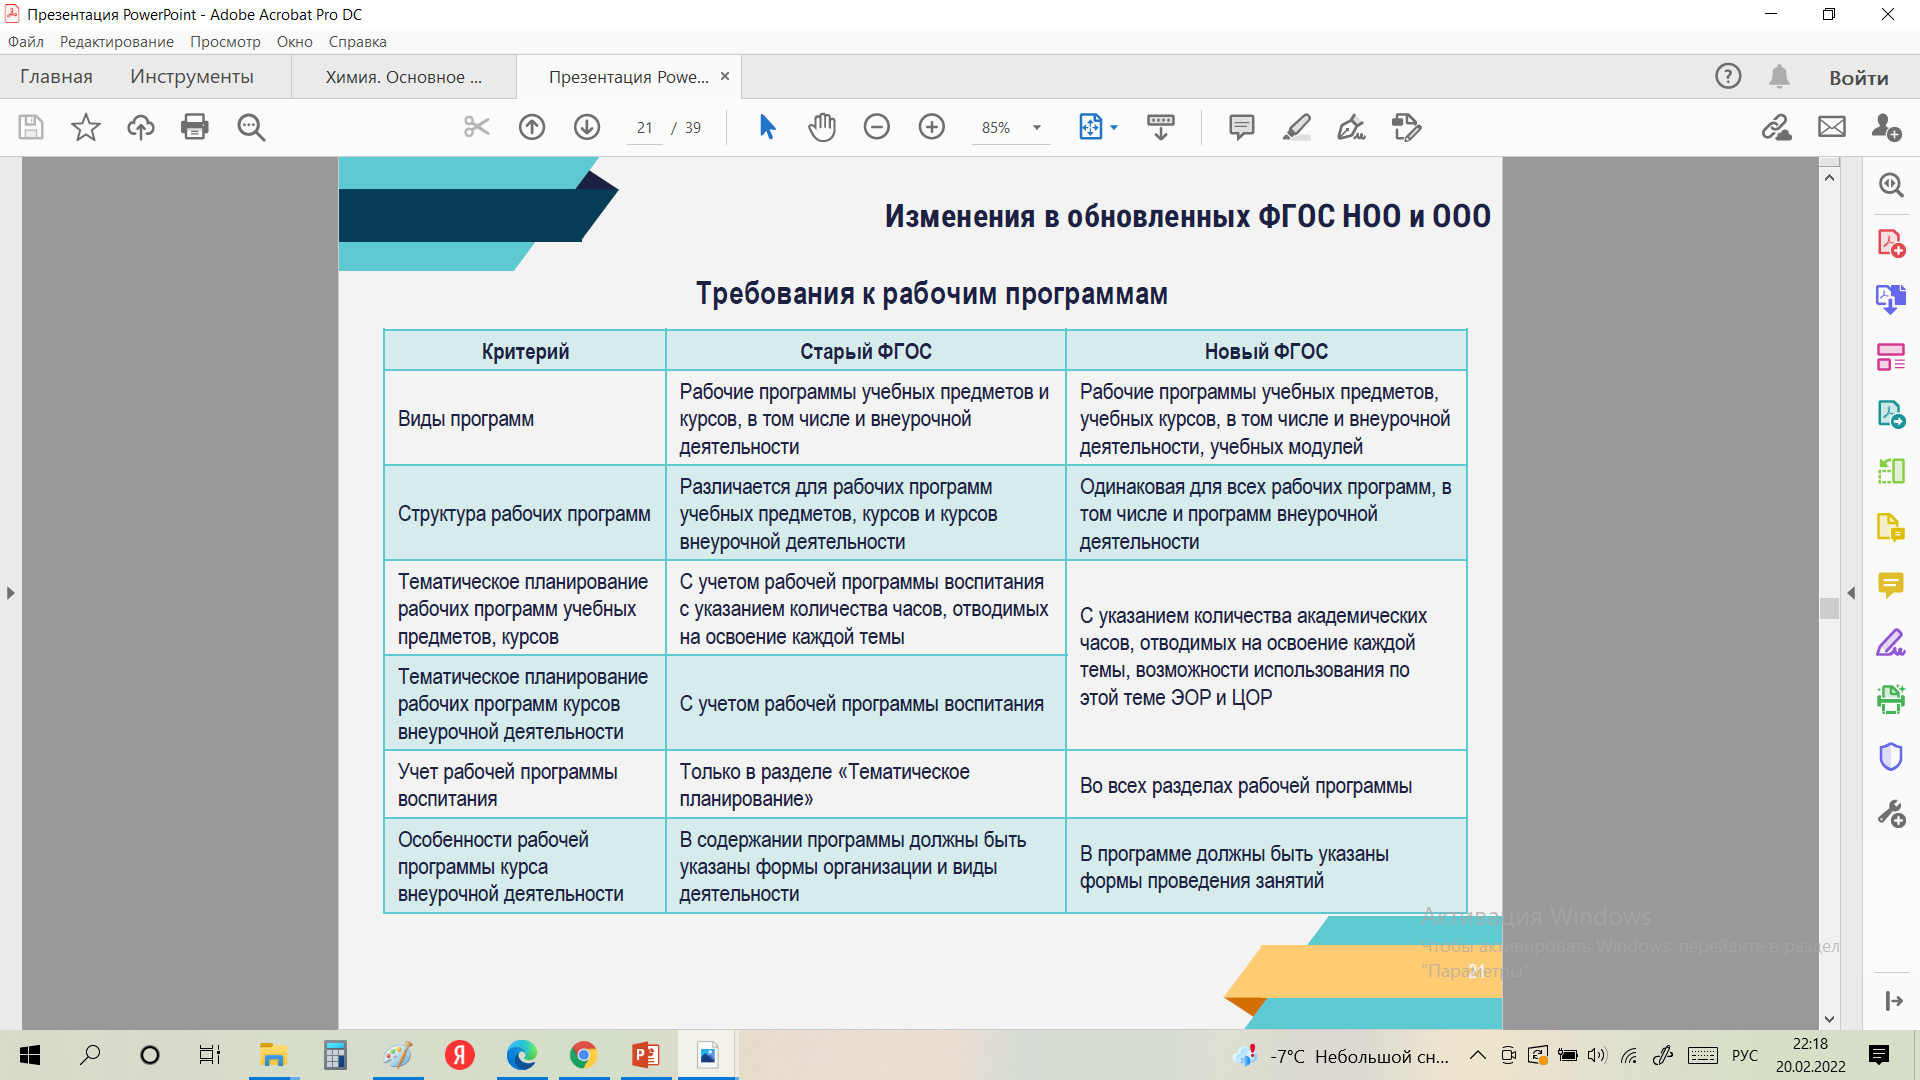 Презентация PowerPoint - Adobe Acrobat Pro DC
Файл Редактирование Просмотр Окно Справка
Главная Инструменты Химия. Основное ... Презентация Powe... × Войти
21 / 39 85%
Изменения в обновленных ФГОС НОО и ООО
Требования к рабочим программам
Критерий
Старый ФГОС
Новый ФГОС
Виды программ
Рабочие программы учебных предметов и
курсов, в том числе и внеурочной
деятельности
Рабочие программы учебных предметов,
учебных курсов, в том числе и внеурочной
деятельности, учебных модулей
Структура рабочих программ
Различается для рабочих программ
учебных предметов, курсов и курсов
внеурочной деятельности
Одинаковая для всех рабочих программ, в
том числе и программ внеурочной
деятельности
Тематическое планирование
рабочих программ учебных
предметов, курсов
С учетом рабочей программы воспитания
с указанием количества часов, отводимых
на освоение каждой темы
С указанием количества академических
часов, отводимых на освоение каждой
темы, возможности использования по
этой теме ЭОР и ЦОР
Тематическое планирование
рабочих программ курсов
внеурочной деятельности
С учетом рабочей программы воспитания
Учет рабочей программы
воспитания
Только в разделе «Тематическое
планирование»
Во всех разделах рабочей программы
Особенности рабочей
программы курса
внеурочной деятельности
В содержании программы должны быть
указаны формы организации и виды
деятельности
В программе должны быть указаны
формы проведения занятий
Активация Windows
Чтобы активировать Windows, перейдите в раздел
"Параметры".
21
-7°C Небольшой сн... РУС
22:18
20.02.2022